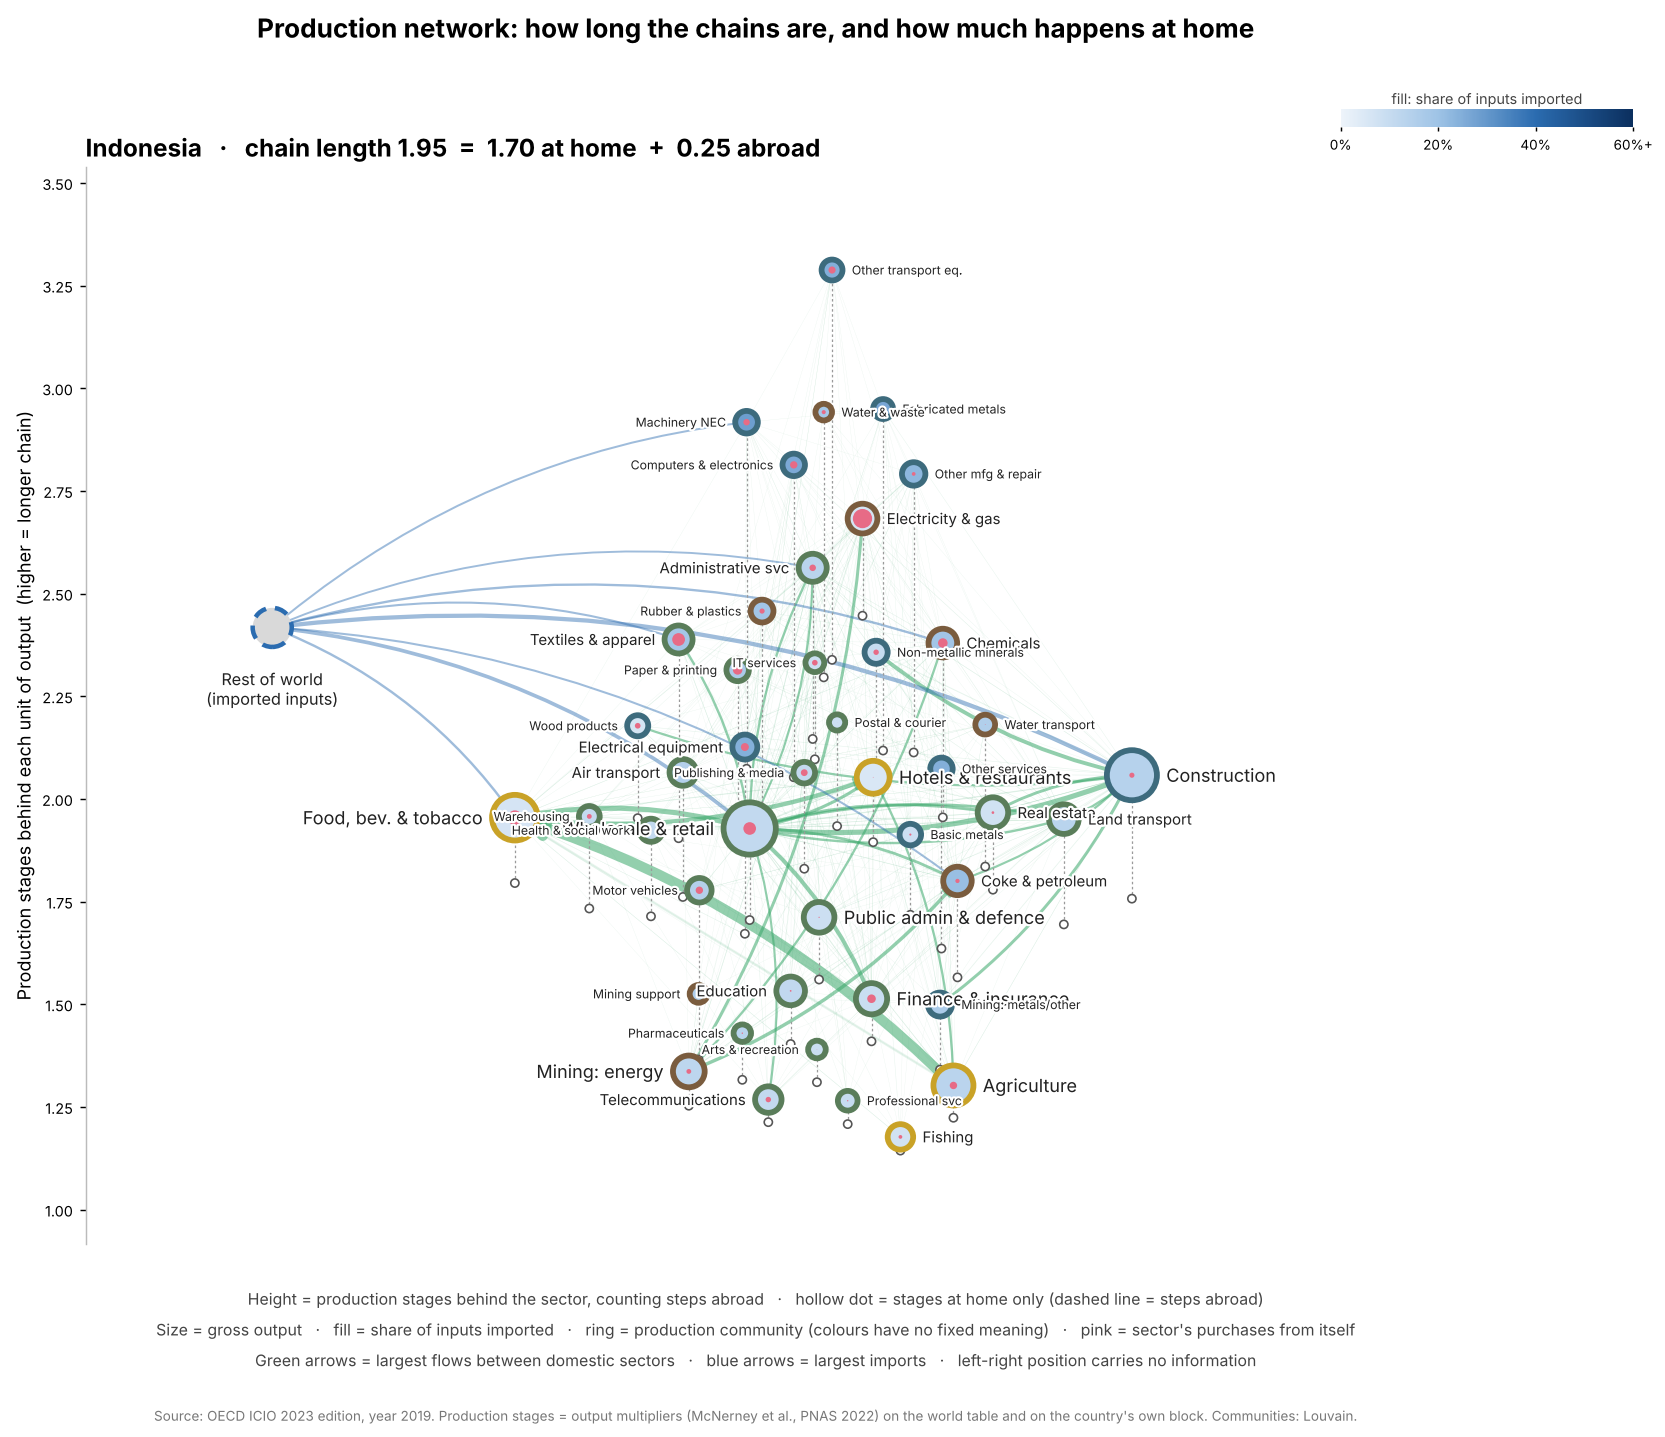 Production network: how long the chains are, and how much happens at home
fill: share of inputs imported
0% 20% 40% 60%+
Indonesia · chain length 1.95 = 1.70 at home + 0.25 abroad
Production stages behind each unit of output (higher = longer chain)
3.50
3.25
3.00
2.75
2.50
2.25
2.00
1.75
1.50
1.25
1.00
Other transport eq.
Fabricated metals
Water & waste
Machinery NEC
Computers & electronics
Other mfg & repair
Electricity & gas
Administrative svc
Rubber & plastics
Textiles & apparel
Chemicals
Non-metallic minerals
IT services
Paper & printing
Rest of world
(imported inputs)
Postal & courier
Water transport
Wood products
Electrical equipment
Other services
Air transport
Publishing & media
Hotels & restaurants
Construction
Food, bev. & tobacco
Warehousing
Real estate
Land transport
Health & social work
Wholesale & retail
Basic metals
Coke & petroleum
Motor vehicles
Public admin & defence
Mining support
Education
Finance & insurance
Mining: metals/other
Pharmaceuticals
Arts & recreation
Mining: energy
Agriculture
Telecommunications
Professional svc
Fishing
Height = production stages behind the sector, counting steps abroad · hollow dot = stages at home only (dashed line = steps abroad)
Size = gross output · fill = share of inputs imported · ring = production community (colours have no fixed meaning) · pink = sector's purchases from itself
Green arrows = largest flows between domestic sectors · blue arrows = largest imports · left-right position carries no information
Source: OECD ICIO 2023 edition, year 2019. Production stages = output multipliers (McNerney et al., PNAS 2022) on the world table and on the country's own block. Communities: Louvain.